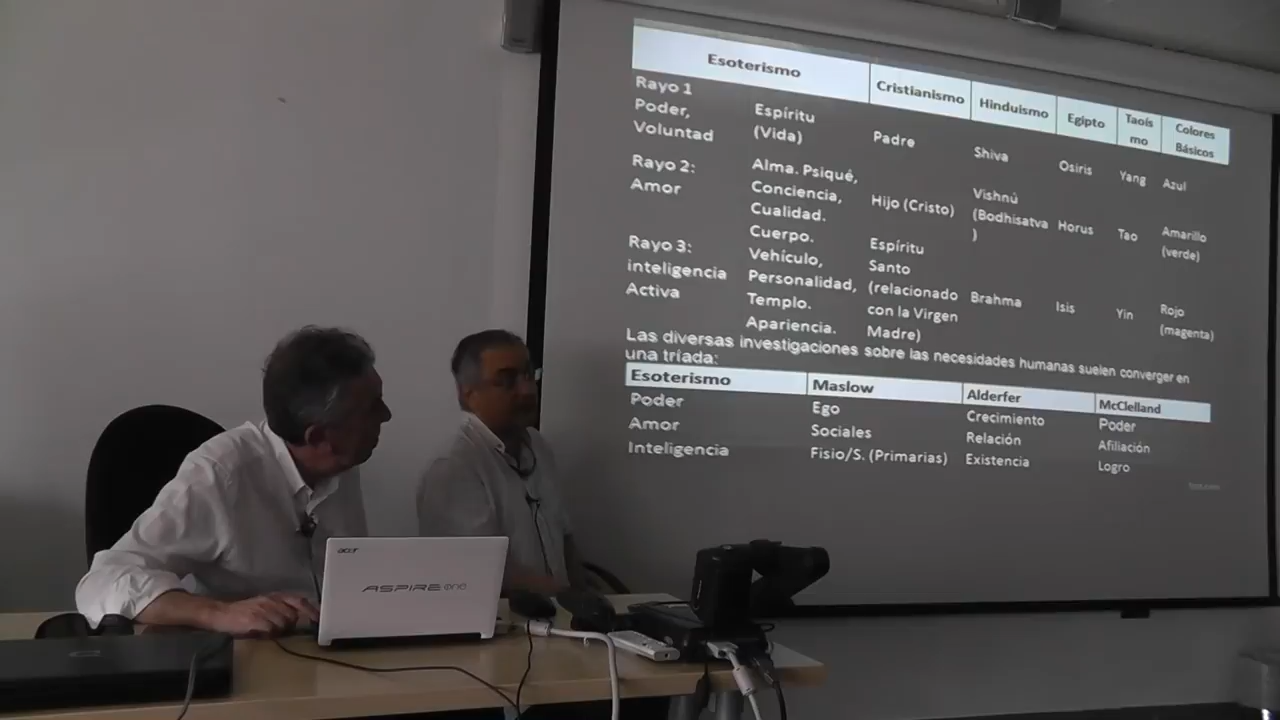 Esoterismo Cristianismo Hinduismo Egipto Taoís mo Colores Básicos
Rayo 1 Poder, Voluntad Espíritu (Vida) Padre Shiva Osiris Yang Azul
Rayo 2: Amor Alma. Psiqué, Conciencia, Cualidad. Hijo (Cristo) Vishnú (Bodhisatva ) Horus Tao Amarillo (verde)
Rayo 3: inteligencia Activa Cuerpo. Vehículo, Personalidad, Templo. Apariencia. Espíritu Santo (relacionado con la Virgen Madre) Brahma Isis Yin Rojo (magenta)
Las diversas investigaciones sobre las necesidades humanas suelen converger en
una tríada:
Esoterismo Maslow Alderfer McClelland
Poder Ego Crecimiento Poder
Amor Sociales Relación Afiliación
Inteligencia Fisio/S. (Primarias) Existencia Logro
acer
ASPIRE one